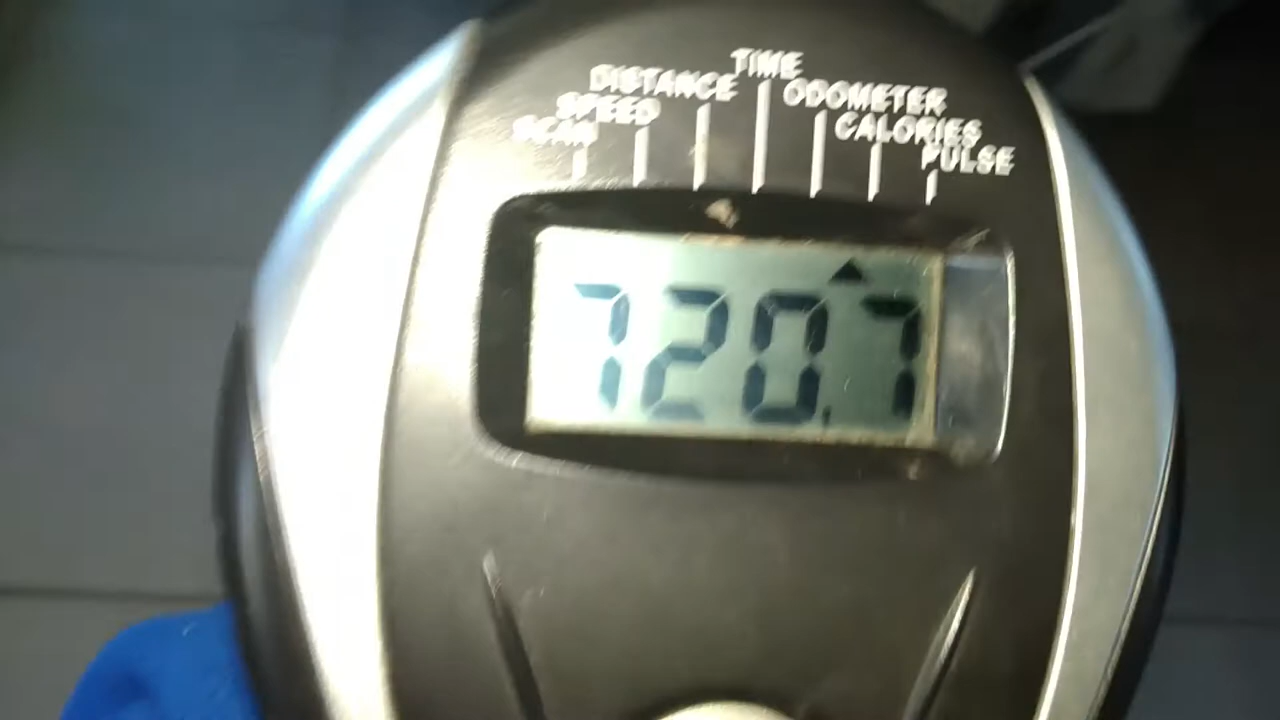 TIME
DISTANCE
ODOMETER
SPEED
CALORIES
SCAN
PULSE
720.7